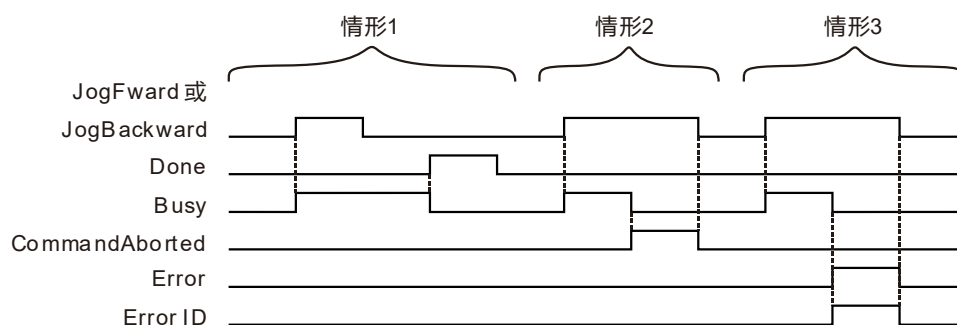 情形1 情形2 情形3
JogFward 或
JogBackward
Done
Busy
CommandAborted
Error
Error ID